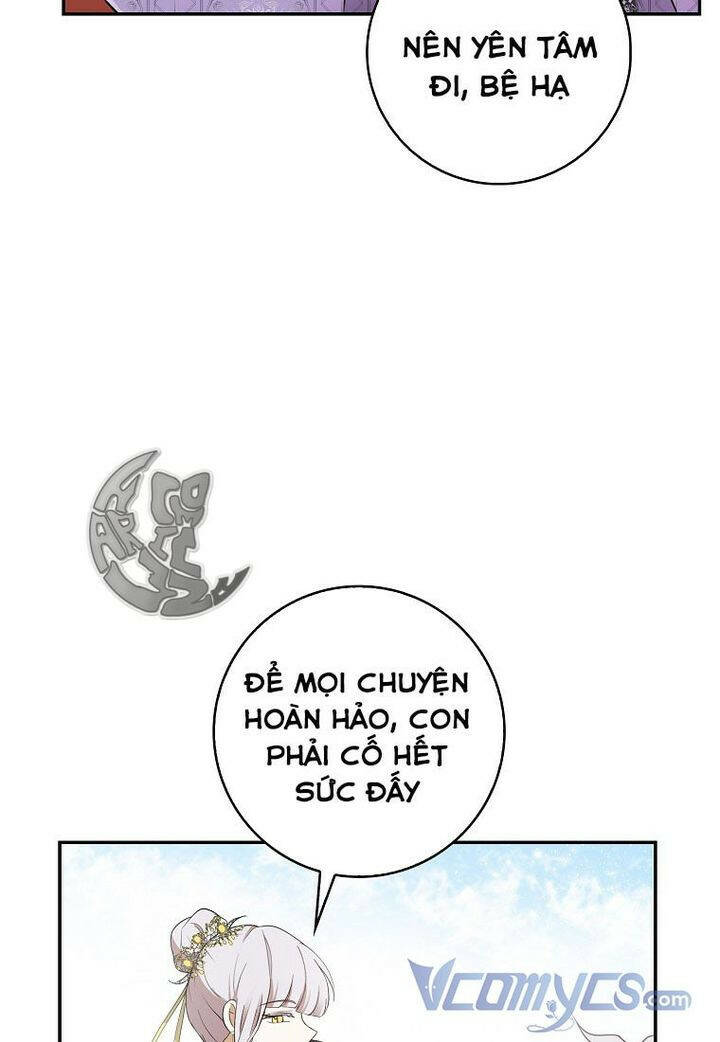 NÊN YÊN TÂM
ĐI, BỆ HẠ
ĐỂ MỌI CHUYỆN
HOÀN HẢO, CON
PHẢI CỐ HẾT
SỨC ĐẤY
VCOMYCS.com